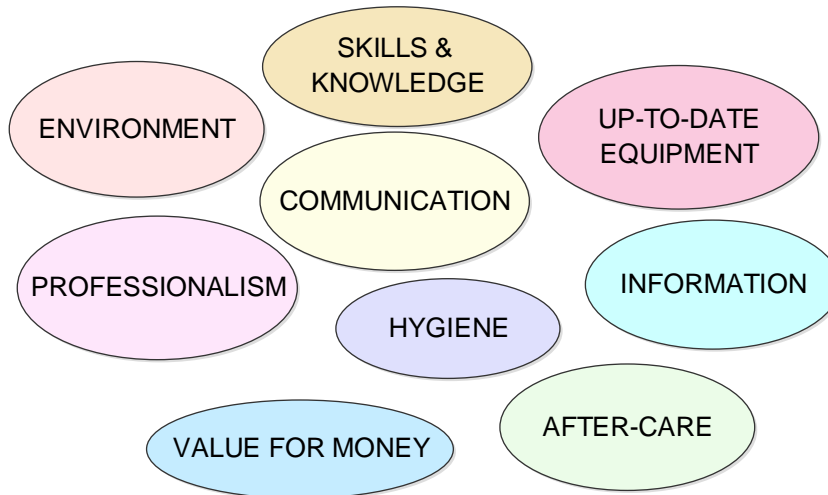 SKILLS &
KNOWLEDGE
ENVIRONMENT
UP-TO-DATE
EQUIPMENT
COMMUNICATION
PROFESSIONALISM
INFORMATION
HYGIENE
AFTER-CARE
VALUE FOR MONEY